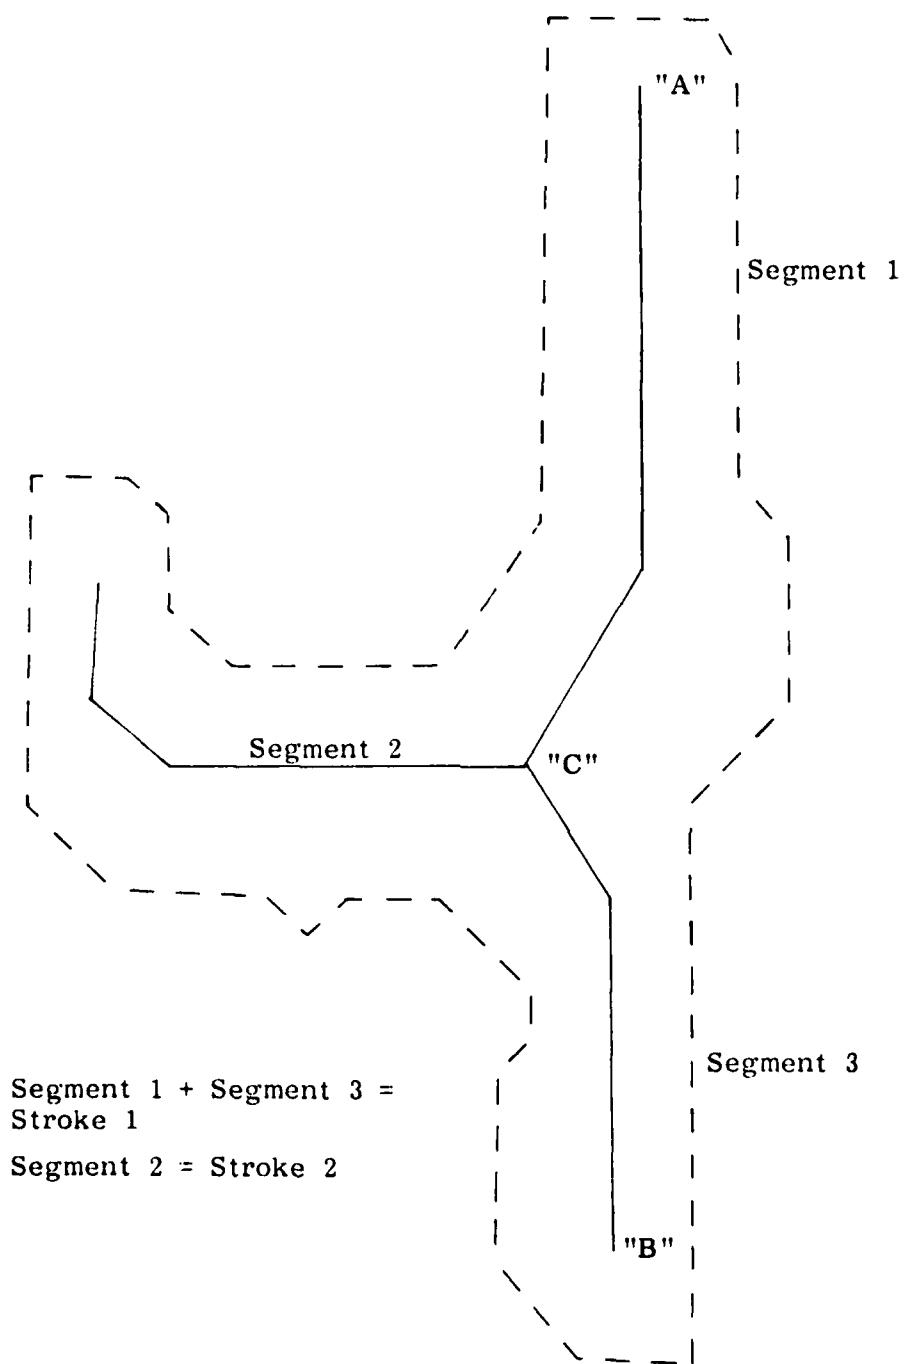 "A"
Segment 1
Segment 2
"C"
Segment 3
Segment 1 + Segment 3 =
Stroke 1
Segment 2 = Stroke 2
"B"